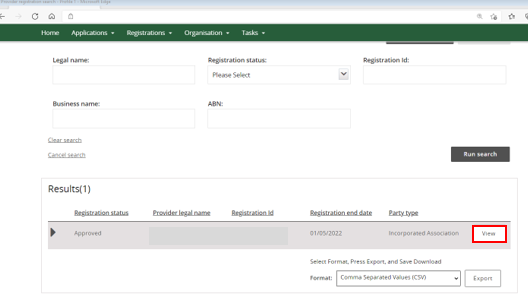 Provider registration search - Profile 1 - Microsoft Edge
Home Applications Registrations Organisation Tasks
Legal name: Registration status: Registration Id:
Please Select
Business name: ABN:
Clear search
Cancel search
Run search
Results(1)
Registration status Provider legal name Registration Id Registration end date Party type
Approved 01/05/2022 Incorporated Association View
Select Format, Press Export, and Save Download
Format: Comma Separated Values (CSV) Export